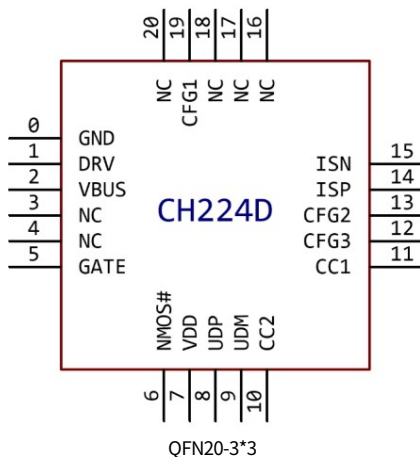 20 19 18 17 16
NC CFG1 NC NC NC
0 GND
1 DRV
2 VBUS
3 NC
4 NC
5 GATE
CH224D
ISN 15
ISP 14
CFG2 13
CFG3 12
CC1 11
NMOS# VDD UDP UDM CC2
6 7 8 9 10
QFN20-3*3